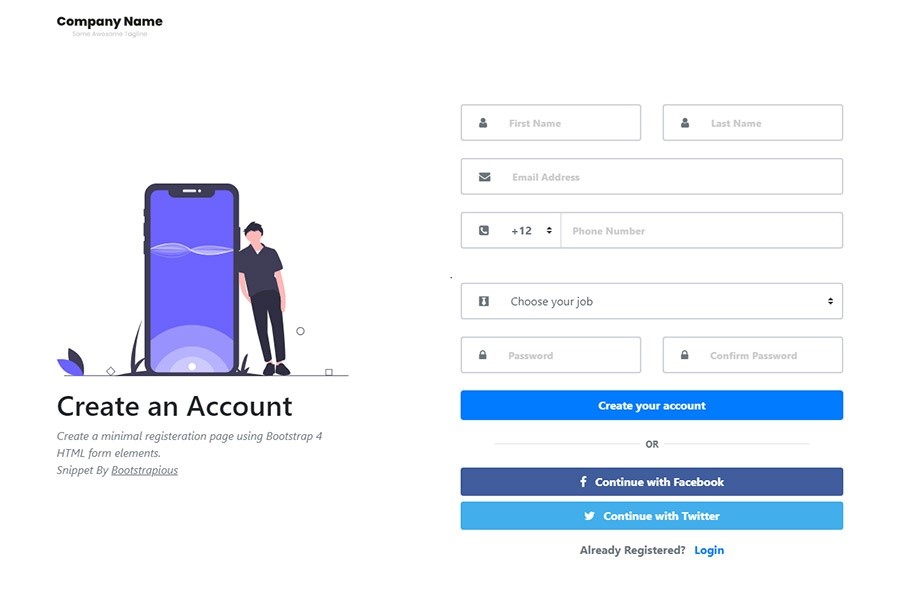 Company Name
Some Awesome Tagline
First Name
Last Name
Email Address
+12
Phone Number
Choose your job
Password
Confirm Password
Create your account
OR
Continue with Facebook
Continue with Twitter
Already Registered? Login
Create an Account
Create a minimal registeration page using Bootstrap 4
HTML form elements.
Snippet By Bootstrapious